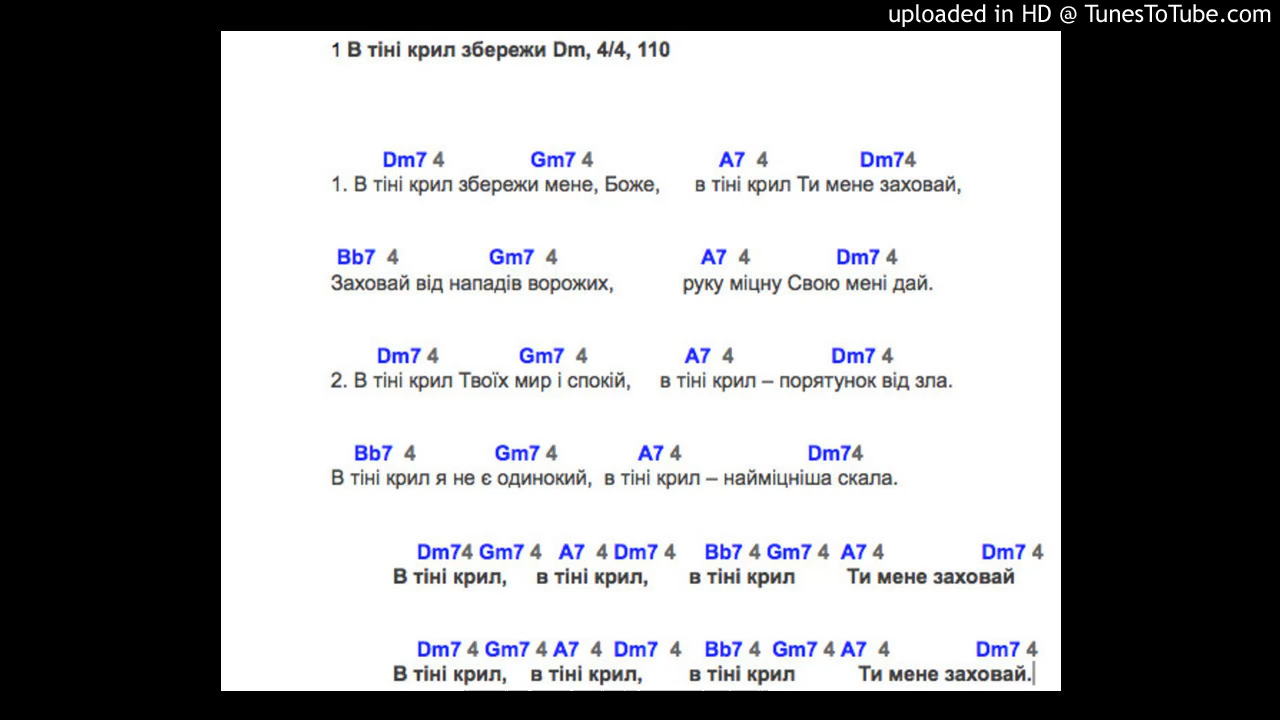 uploaded in HD @ TunesToTube.com
1 В тіні крил збережи Dm, 4/4, 110
Dm7 4 Gm7 4 A7 4 Dm74
1. В тіні крил збережи мене, Боже, в тіні крил Ти мене заховай,
Bb7 4 Gm7 4 A7 4 Dm7 4
Заховай від нападів ворожих, руку міцну Свою мені дай.
Dm7 4 Gm7 4 A7 4 Dm7 4
2. В тіні крил Твоїх мир і спокій, в тіні крил – порятунок від зла.
Bb7 4 Gm7 4 A7 4 Dm74
В тіні крил я не є одинокий, в тіні крил – найміцніша скала.
Dm74 Gm7 4 A7 4 Dm7 4 Bb7 4 Gm7 4 A7 4 Dm7 4
В тіні крил, в тіні крил, в тіні крил Ти мене заховай
Dm7 4 Gm7 4 A7 4 Dm7 4 Bb7 4 Gm7 4 A7 4 Dm7 4
В тіні крил, в тіні крил, в тіні крил Ти мене заховай.